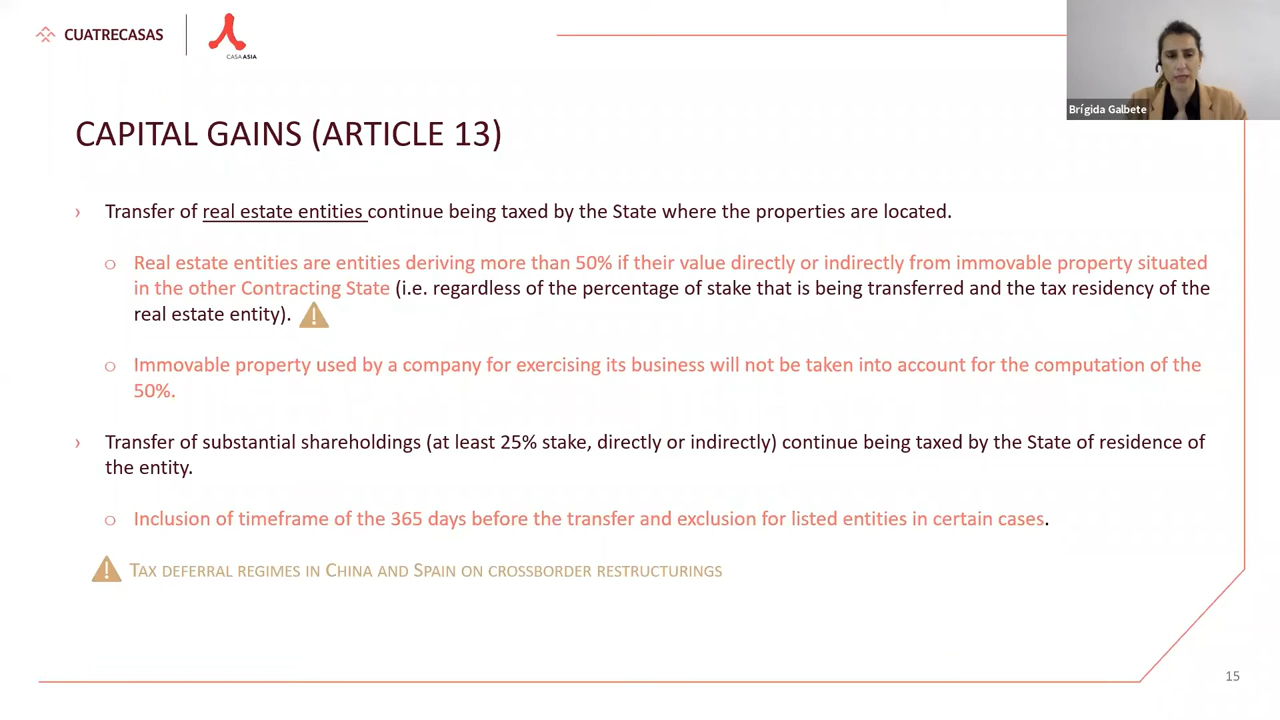 CUATRECASAS
CASAASIA
Brígida Galbete
CAPITAL GAINS (ARTICLE 13)
› Transfer of real estate entities continue being taxed by the State where the properties are located.
o Real estate entities are entities deriving more than 50% if their value directly or indirectly from immovable property situated
in the other Contracting State (i.e. regardless of the percentage of stake that is being transferred and the tax residency of the
real estate entity).
o Immovable property used by a company for exercising its business will not be taken into account for the computation of the
50%.
› Transfer of substantial shareholdings (at least 25% stake, directly or indirectly) continue being taxed by the State of residence of
the entity.
o Inclusion of timeframe of the 365 days before the transfer and exclusion for listed entities in certain cases.
TAX DEFERRAL REGIMES IN CHINA AND SPAIN ON CROSSBORDER RESTRUCTURINGS
15